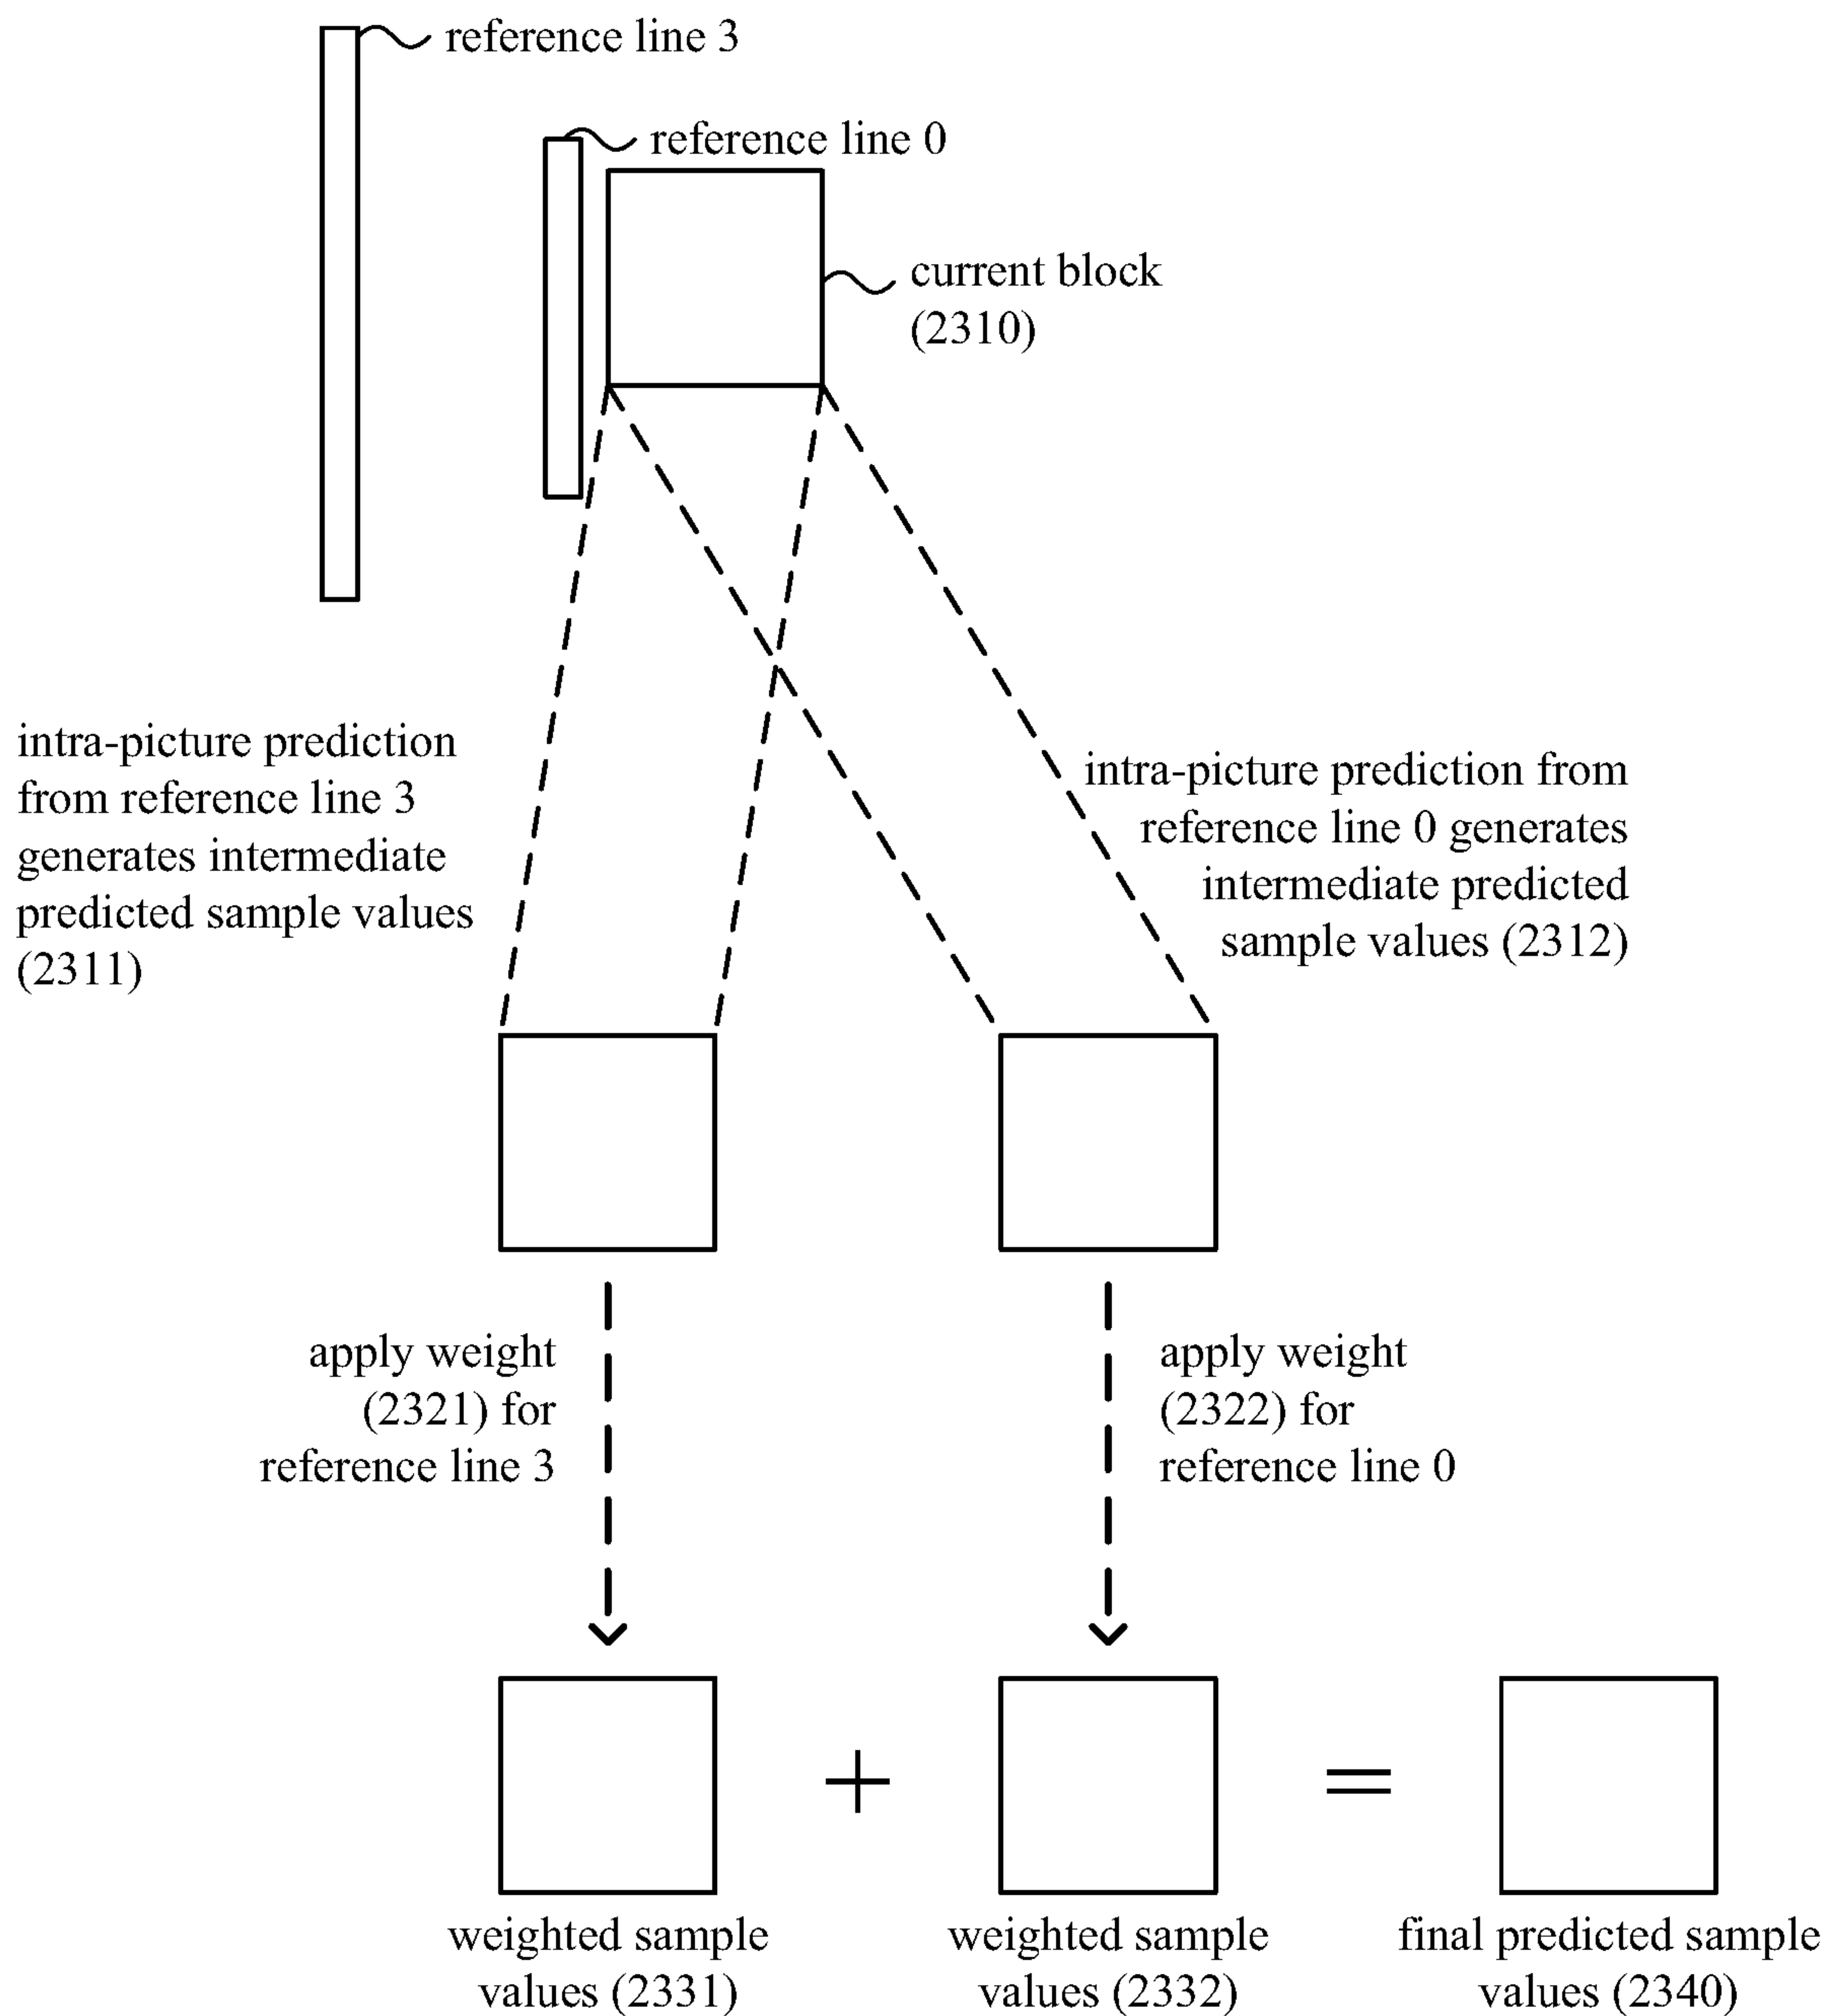 reference line 3
reference line 0
current block
(2310)
intra-picture prediction
from reference line 3
generates intermediate
predicted sample values
(2311)
intra-picture prediction from
reference line 0 generates
intermediate predicted
sample values (2312)
apply weight
(2321) for
reference line 3
apply weight
(2322) for
reference line 0
+
=
weighted sample
values (2331)
weighted sample
values (2332)
final predicted sample
values (2340)